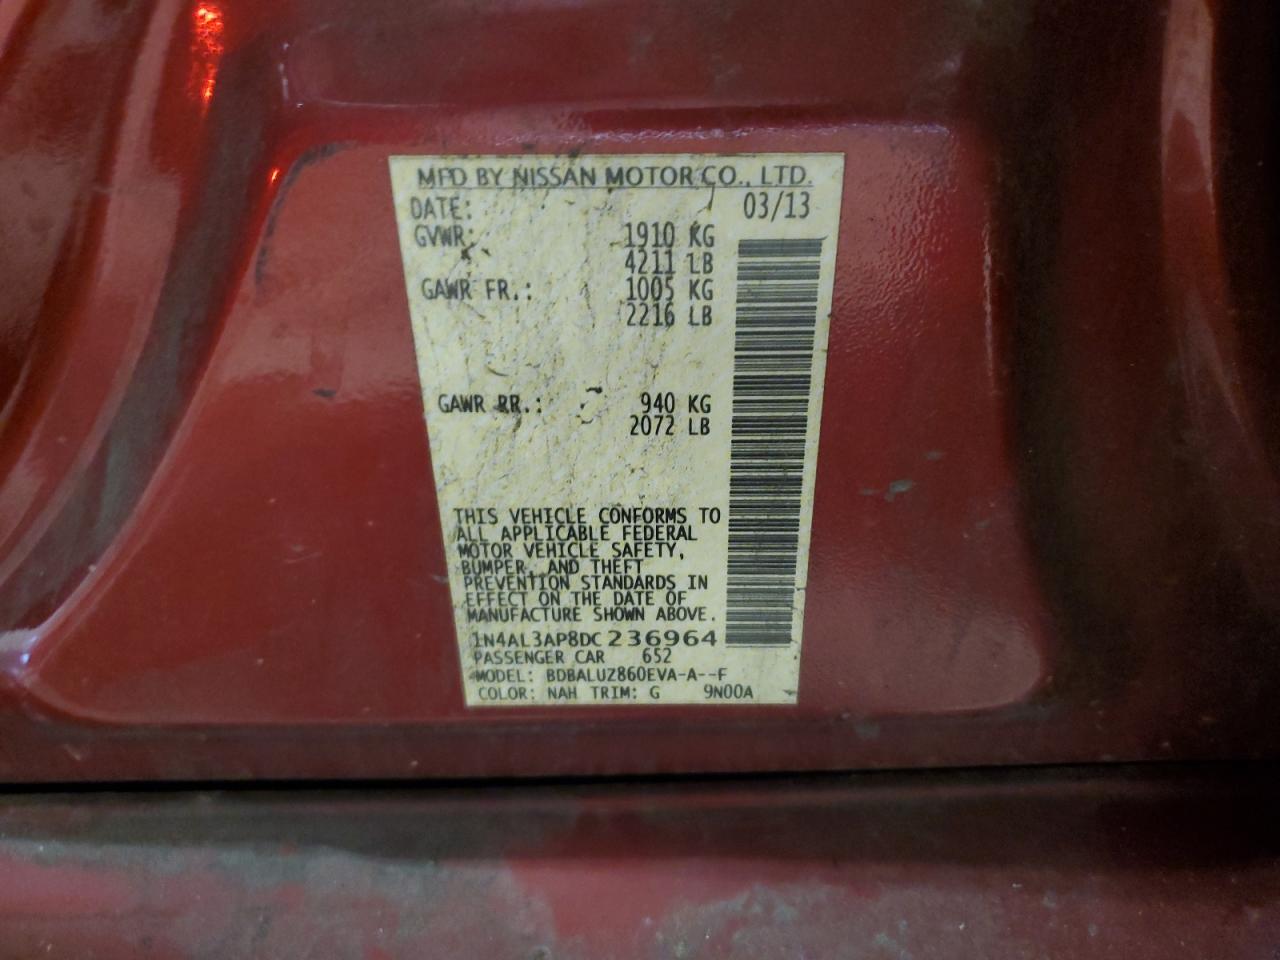 MFD BY NISSAN MOTOR CO., LTD.
DATE: 03/13
GVWR: 1910 KG
4211 LB
GAWR FR.: 1005 KG
2216 LB
GAWR RR.: 940 KG
2072 LB
THIS VEHICLE CONFORMS TO
ALL APPLICABLE FEDERAL
MOTOR VEHICLE SAFETY,
BUMPER, AND THEFT
PREVENTION STANDARDS IN
EFFECT ON THE DATE OF
MANUFACTURE SHOWN ABOVE.
1N4AL3AP8DC236964
PASSENGER CAR 652
MODEL: BDBALUZ860EVA-A--F
COLOR: NAH TRIM: G 9N00A